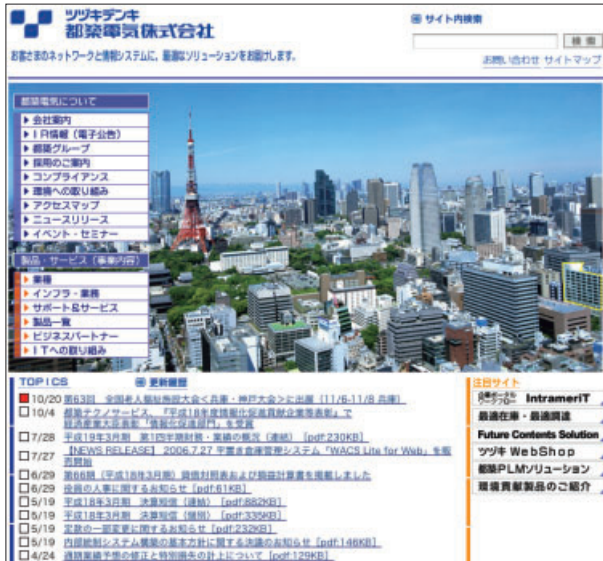 ツヅキデンキ
都築電気株式会社
お客さまのネットワークと情報システムに、最適なソリューションをお届けします。
サイト内検索
検 索
お問い合わせ サイトマップ
都築電気について
会社案内
IR情報（電子公告）
都築グループ
採用のご案内
コンプライアンス
環境への取り組み
アクセスマップ
ニュースリリース
イベント・セミナー
製品・サービス（事業内容）
業種
インフラ・業務
サポート＆サービス
製品一覧
ビジネスパートナー
ITへの取り組み
TOPICS 更新履歴
10/20 第63回 全国老人福祉施設大会＜兵庫・神戸大会＞に出展（11/6-11/8 兵庫）
10/4 都築テクノサービス、『平成18年度情報化促進貢献企業等表彰』で
経済産業大臣表彰「情報化促進部門」を受賞
7/28 平成19年3月期 第1四半期財務・業績の概況（連結） [pdf:230KB]
7/27 【NEWS RELEASE】 2006.7.27 平置き倉庫管理システム「WACS Lite for Web」を販
売開始
6/29 第66期（平成18年3月期）貸借対照表および損益計算書を掲載しました
6/29 役員の人事に関するお知らせ [pdf:61KB]
5/19 平成18年3月期 決算短信（連結） [pdf:682KB]
5/19 平成18年3月期 決算短信（個別） [pdf:335KB]
5/19 定款の一部変更に関するお知らせ [pdf:232KB]
5/19 内部統制システム構築の基本方針に関する決議のお知らせ [pdf:146KB]
4/24 通期業績予想の修正と特別損失の計上について [pdf:129KB]
注目サイト
企業ポータル
ワークフロー IntrameriT
最適在庫・最適調達
Future Contents Solution
ツヅキ WebShop
都築PLMソリューション
環境貢献製品のご紹介